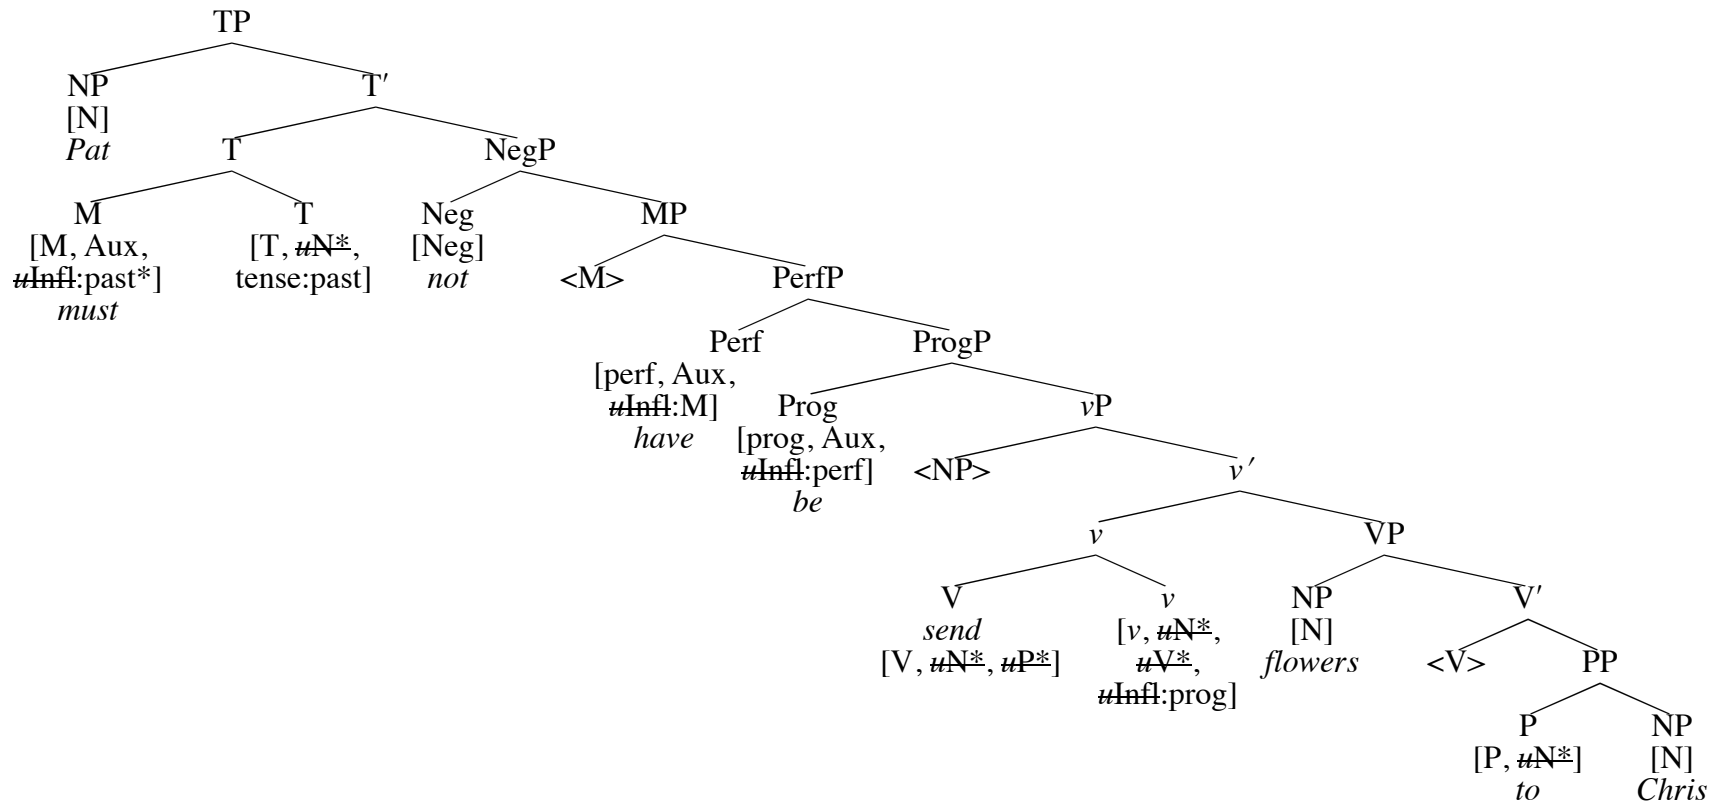 TP
NP T′
[N]
Pat T NegP
M T Neg MP
[M, Aux, [T, uN*, [Neg]
uInfl:past*] tense:past] not <M> PerfP
must
Perf ProgP
[perf, Aux,
uInfl:M] Prog vP
have [prog, Aux,
uInfl:perf] <NP> v′
be
v VP
V v NP V′
send [v, uN*, [N]
[V, uN*, uP*] uV*, flowers <V> PP
uInfl:prog]
P NP
[P, uN*] [N]
to Chris